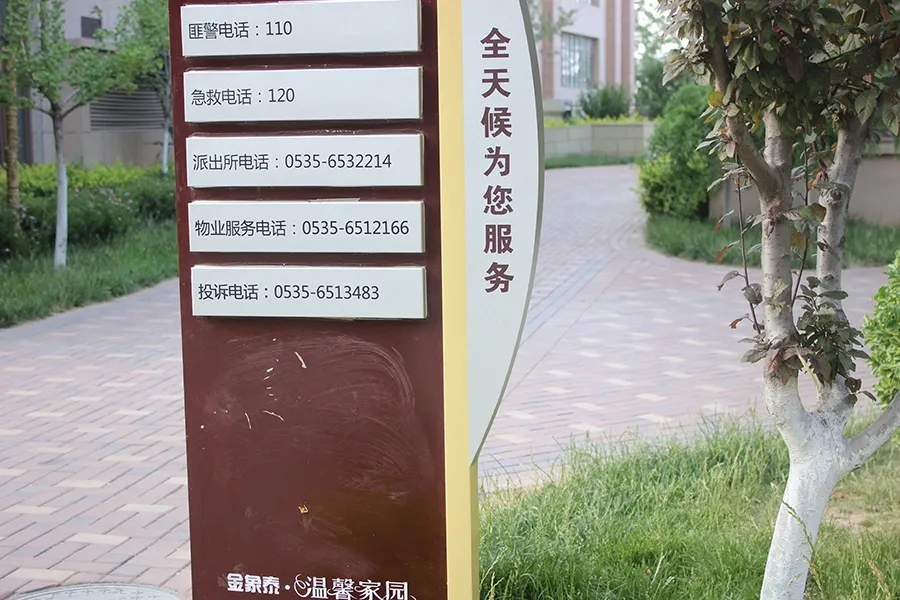 匪警电话：110
急救电话：120
派出所电话：0535-6532214
物业服务电话：0535-6512166
投诉电话：0535-6513483
全天候为您服务
金象泰·温馨家园